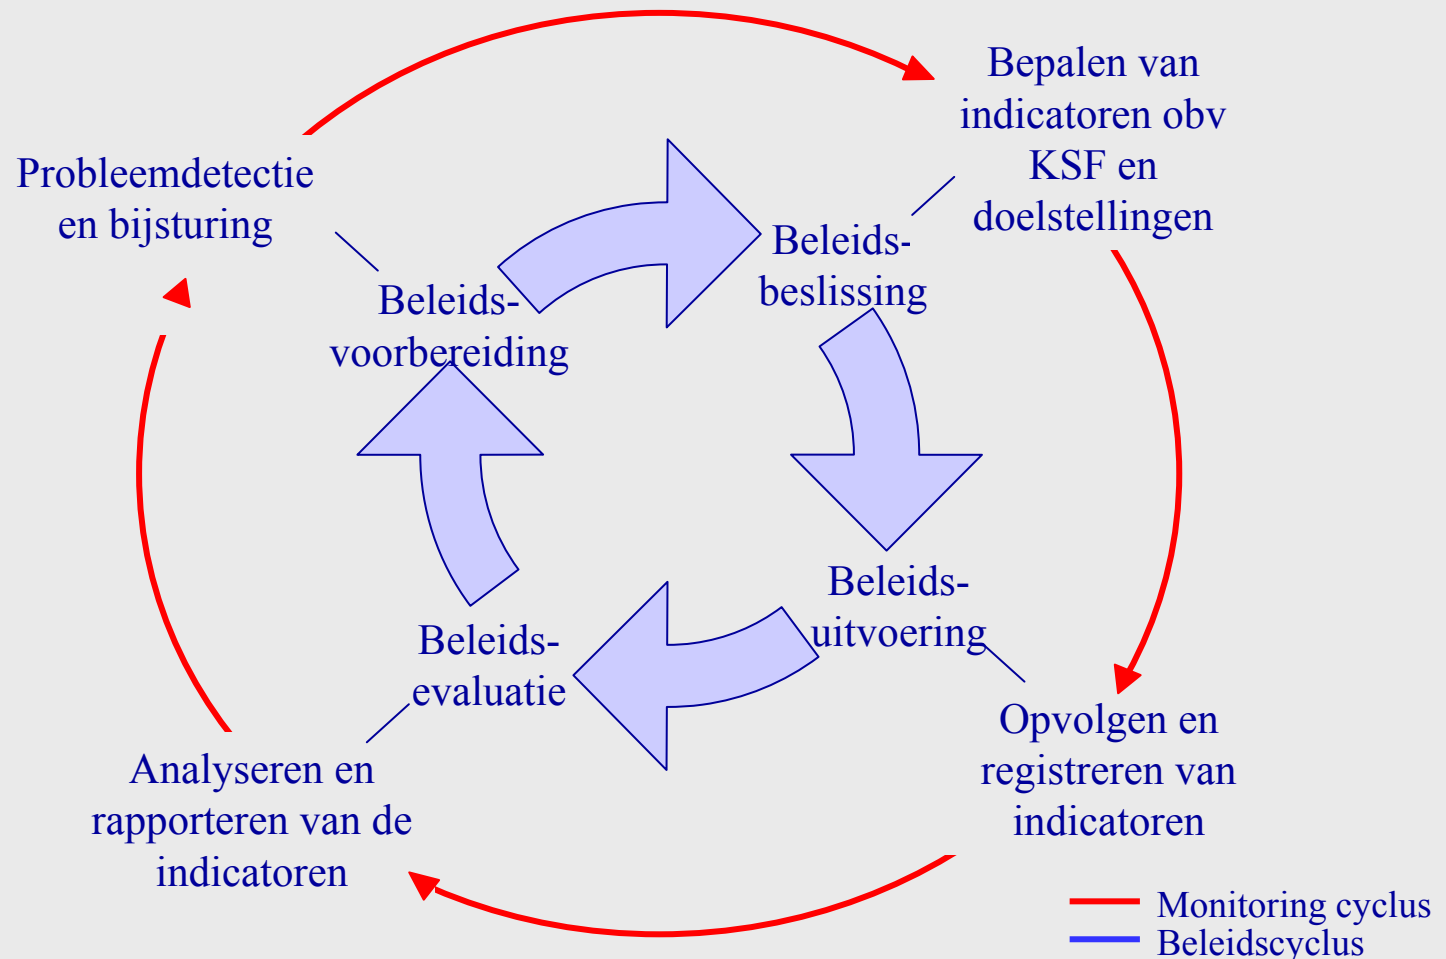 Bepalen van
indicatoren obv
KSF en
doelstellingen
Probleemdetectie
en bijsturing
Beleids-
beslissing
Beleids-
voorbereiding
Beleids-
uitvoering
Beleids-
evaluatie
Opvolgen en
registreren van
indicatoren
Analyseren en
rapporteren van de
indicatoren
Monitoring cyclus
Beleidscyclus